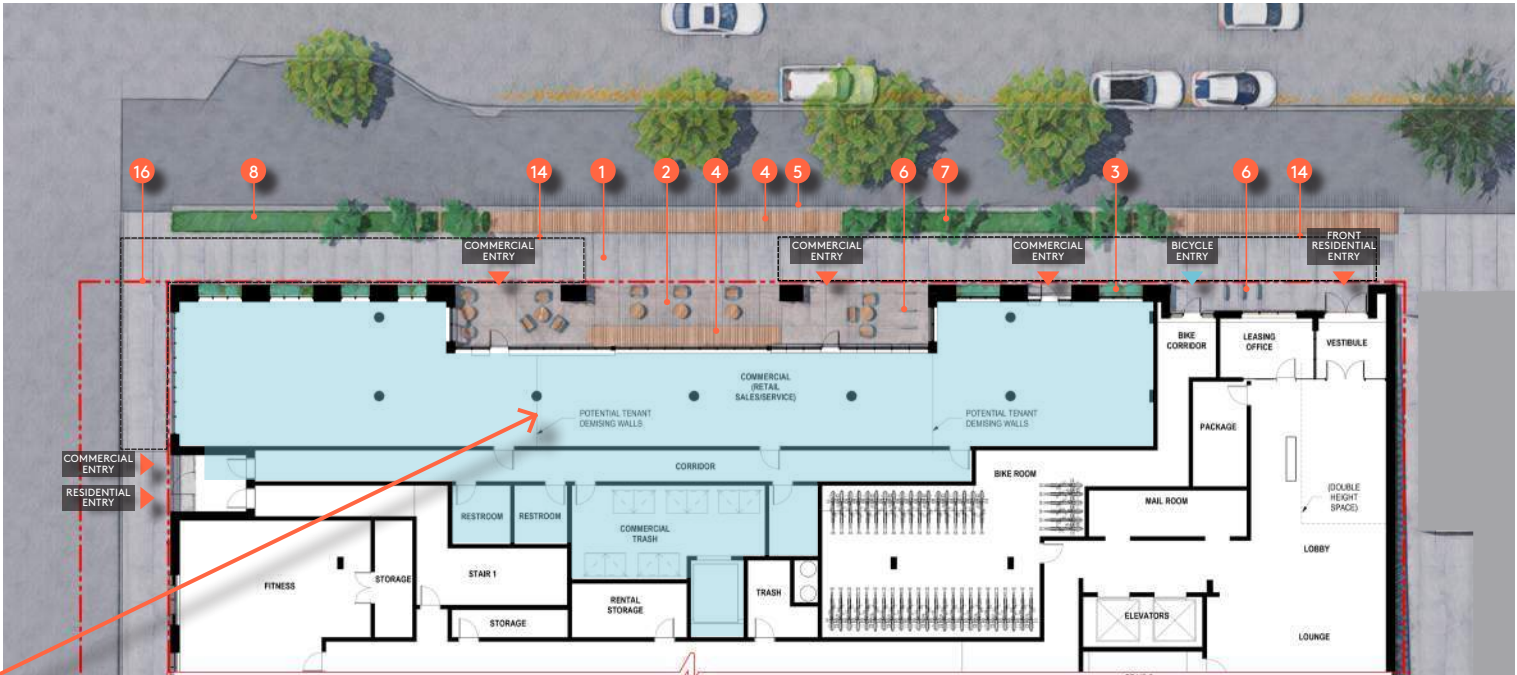 16
8
14
1
2
4
4
5
6
7
3
6
14
COMMERCIAL
ENTRY
COMMERCIAL
ENTRY
COMMERCIAL
ENTRY
BICYCLE
ENTRY
FRONT
RESIDENTIAL
ENTRY
BIKE
CORRIDOR
LEASING
OFFICE
VESTIBULE
COMMERCIAL
(RETAIL
SALES/SERVICE)
POTENTIAL TENANT
DEMISING WALLS
POTENTIAL TENANT
DEMISING WALLS
PACKAGE
COMMERCIAL
ENTRY
RESIDENTIAL
ENTRY
CORRIDOR
BIKE ROOM
MAIL ROOM
(DOUBLE
HEIGHT
SPACE)
RESTROOM
RESTROOM
COMMERCIAL
TRASH
LOBBY
FITNESS
STORAGE
STAIR 1
TRASH
RENTAL
STORAGE
STORAGE
ELEVATORS
LOUNGE